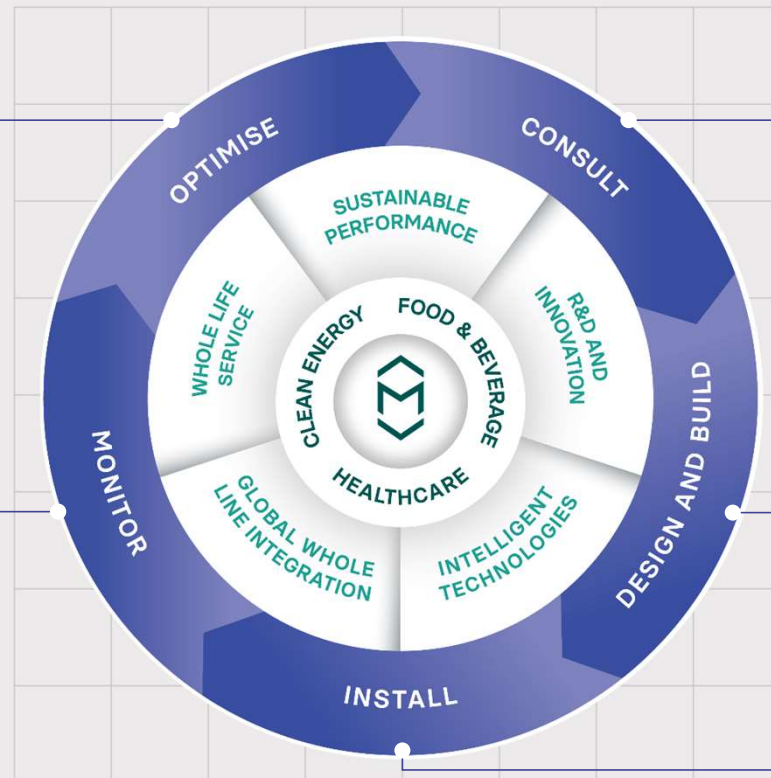 OPTIMISE
CONSULT
DESIGN AND BUILD
INSTALL
MONITOR
SUSTAINABLE
PERFORMANCE
R&D AND
INNOVATION
INTELLIGENT
TECHNOLOGIES
GLOBAL WHOLE
LINE INTEGRATION
WHOLE LIFE
SERVICE
CLEAN ENERGY
FOOD & BEVERAGE
HEALTHCARE